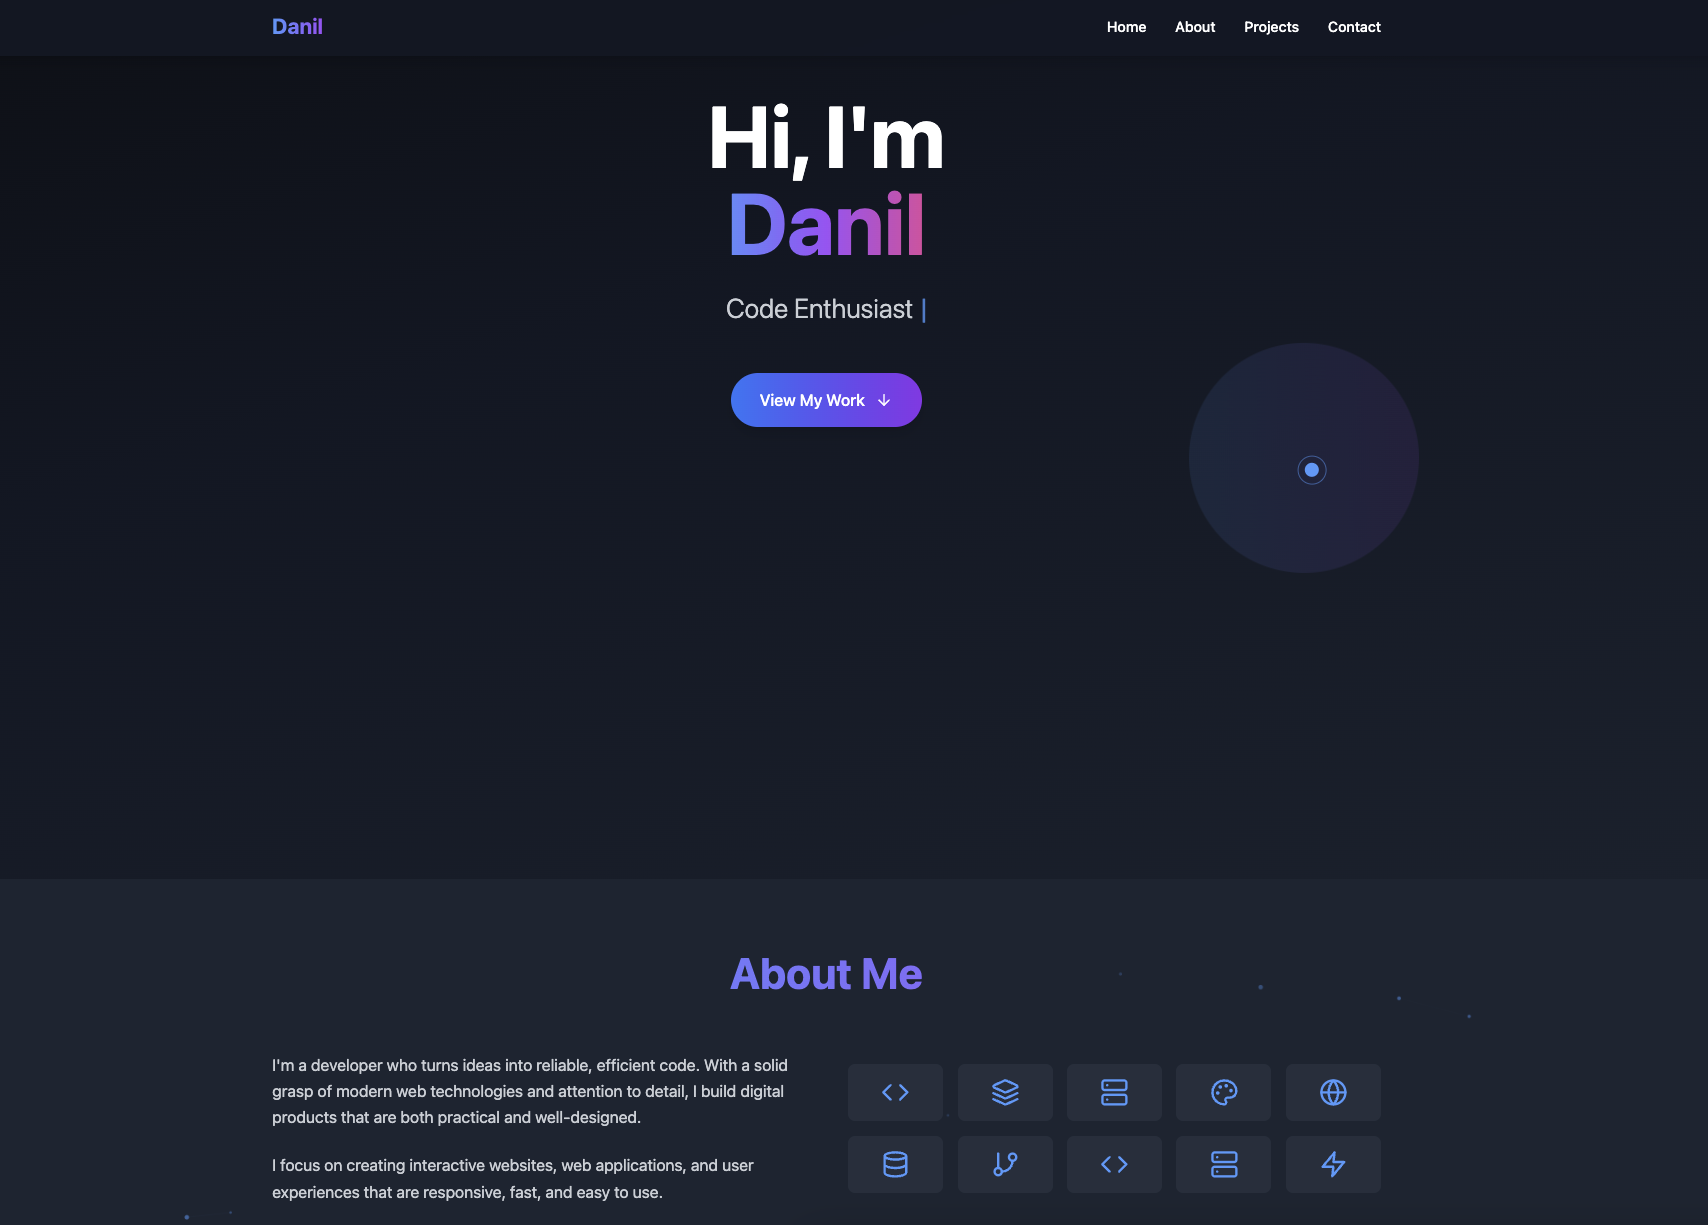 Danil
Home About Projects Contact
Hi, I'm
Danil
Code Enthusiast |
View My Work ↓
About Me
I'm a developer who turns ideas into reliable, efficient code. With a solid
grasp of modern web technologies and attention to detail, I build digital
products that are both practical and well-designed.
I focus on creating interactive websites, web applications, and user
experiences that are responsive, fast, and easy to use.